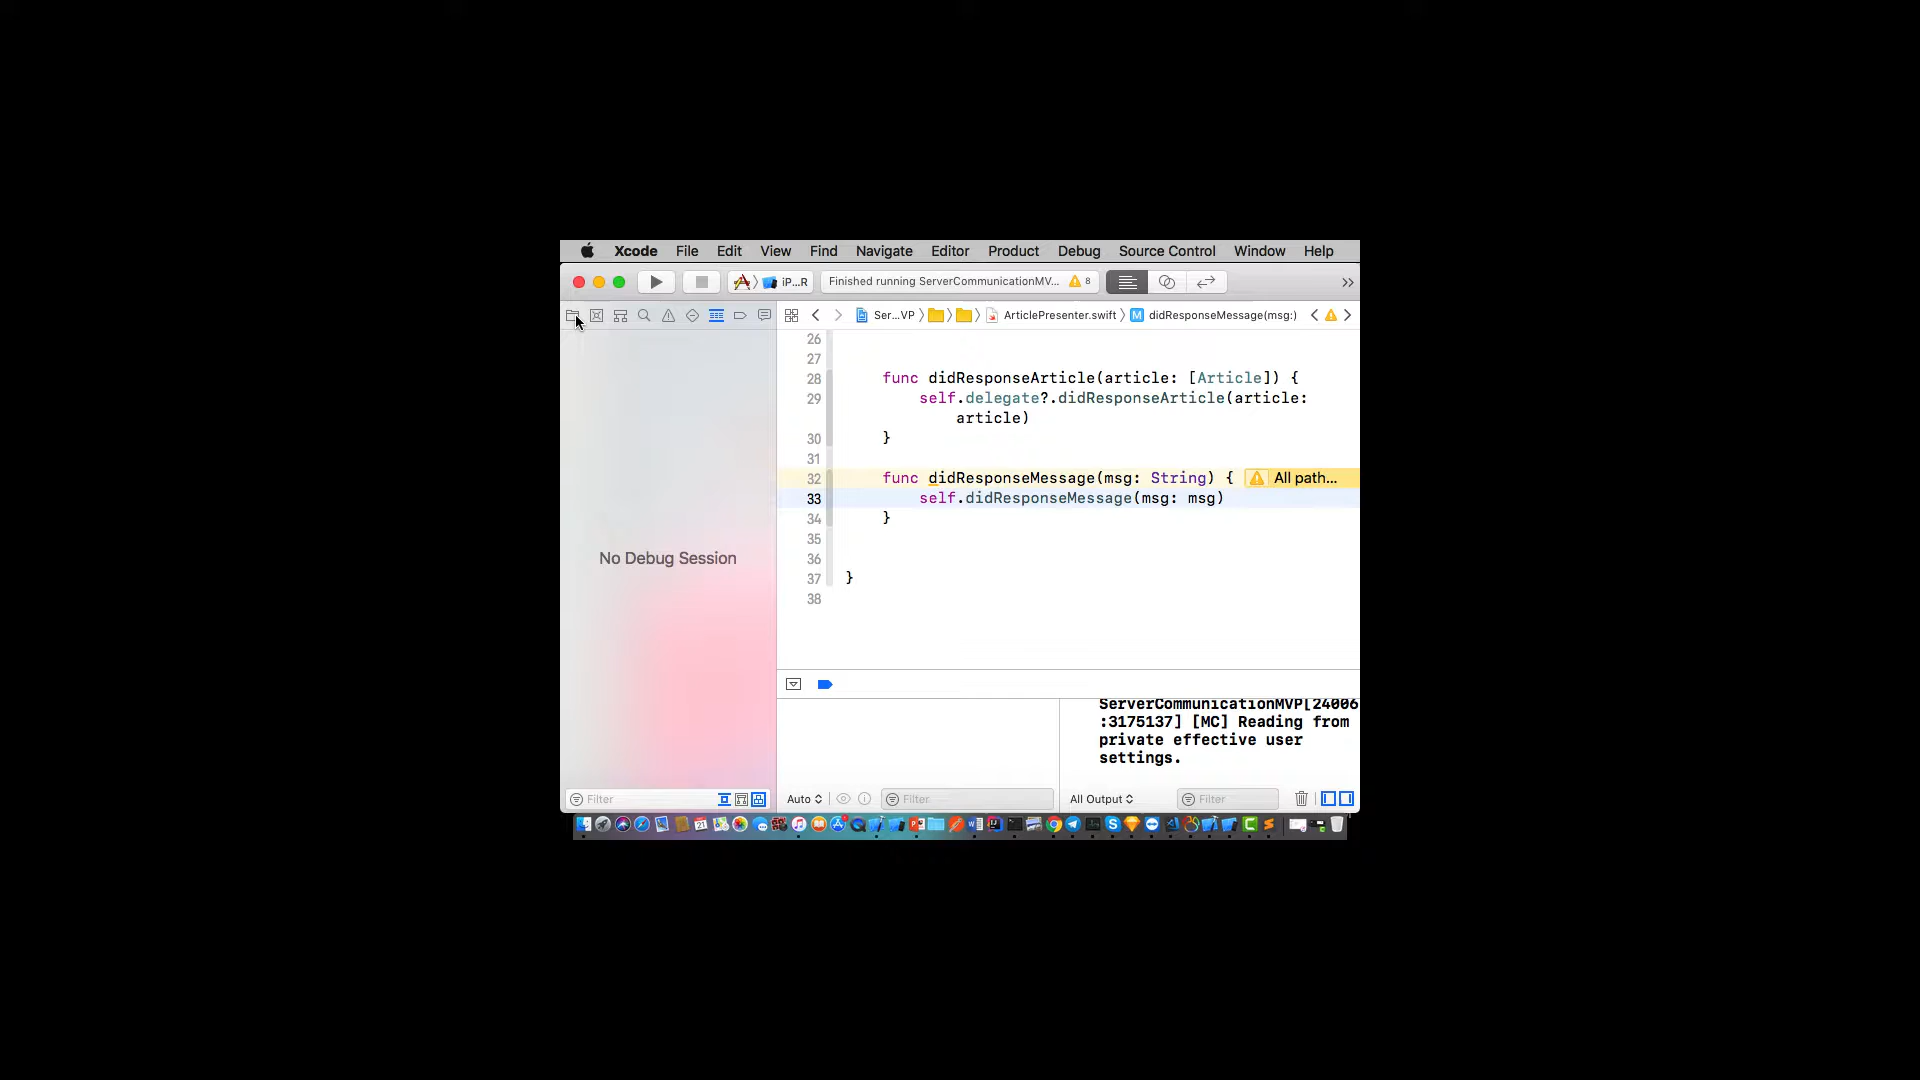 Xcode File Edit View Find Navigate Editor Product Debug Source Control Window Help
iP...R Finished running ServerCommunicationMV... 8
Ser...VP ArticlePresenter.swift M didResponseMessage(msg:)
26
27
28 func didResponseArticle(article: [Article]) {
29 self.delegate?.didResponseArticle(article:
article)
30 }
31
32 func didResponseMessage(msg: String) { All path...
33 self.didResponseMessage(msg: msg)
34 }
35
36
37 }
38
No Debug Session
ServerCommunicationMVP[24006
:3175137] [MC] Reading from
private effective user
settings.
Filter Auto Filter All Output Filter
21